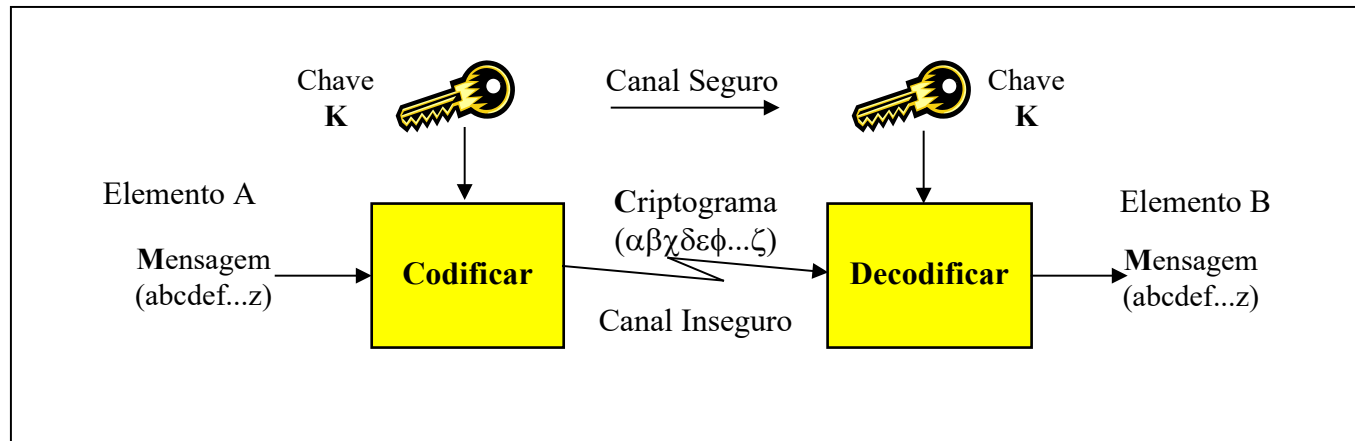 Chave
K
Canal Seguro
Chave
K
Elemento A
Criptograma
(αβχδεϕ...ζ)
Elemento B
Mensagem
(abcdef...z)
Codificar
Decodificar
Mensagem
(abcdef...z)
Canal Inseguro